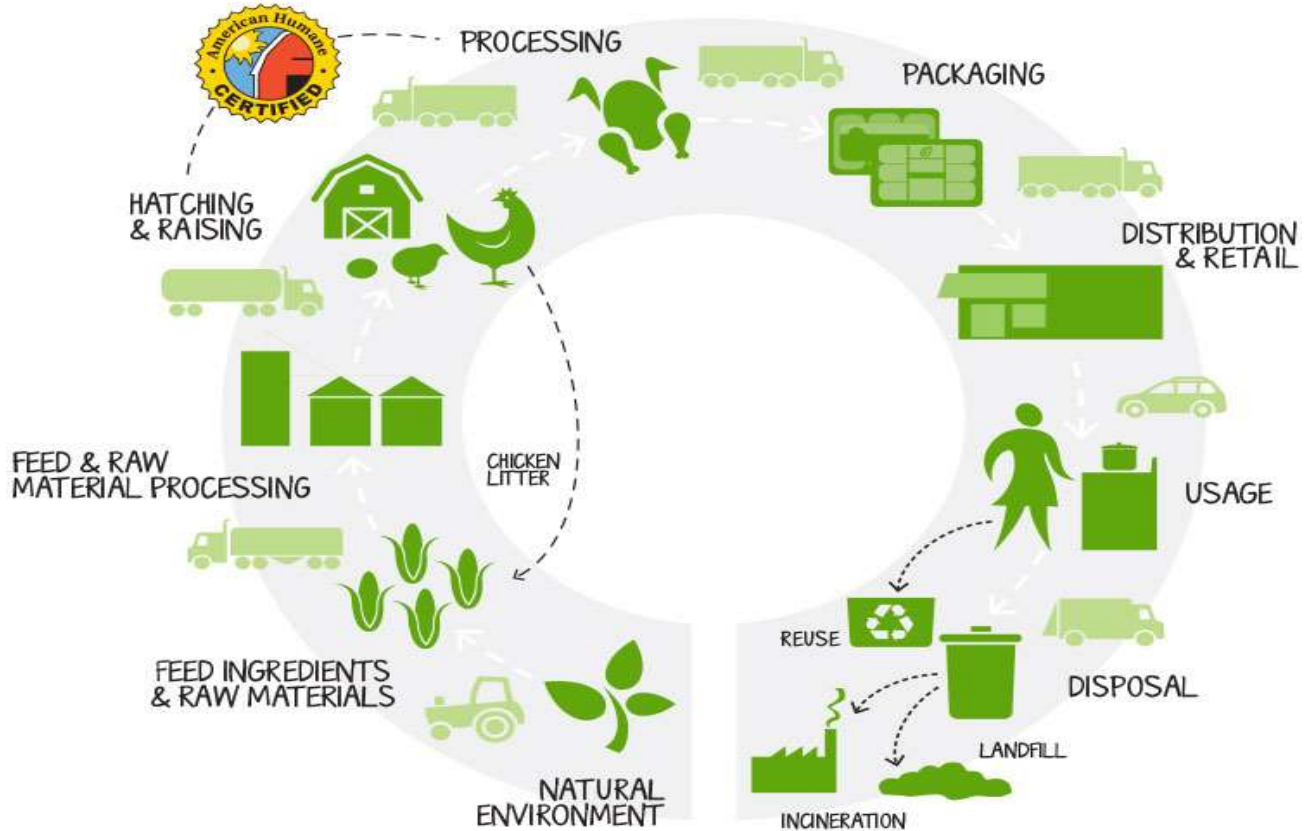 American Humane
CERTIFIED
PROCESSING
PACKAGING
HATCHING
& RAISING
DISTRIBUTION
& RETAIL
FEED & RAW
MATERIAL PROCESSING
CHICKEN
LITTER
USAGE
REUSE
FEED INGREDIENTS
& RAW MATERIALS
DISPOSAL
LANDFILL
NATURAL
ENVIRONMENT
INCINERATION